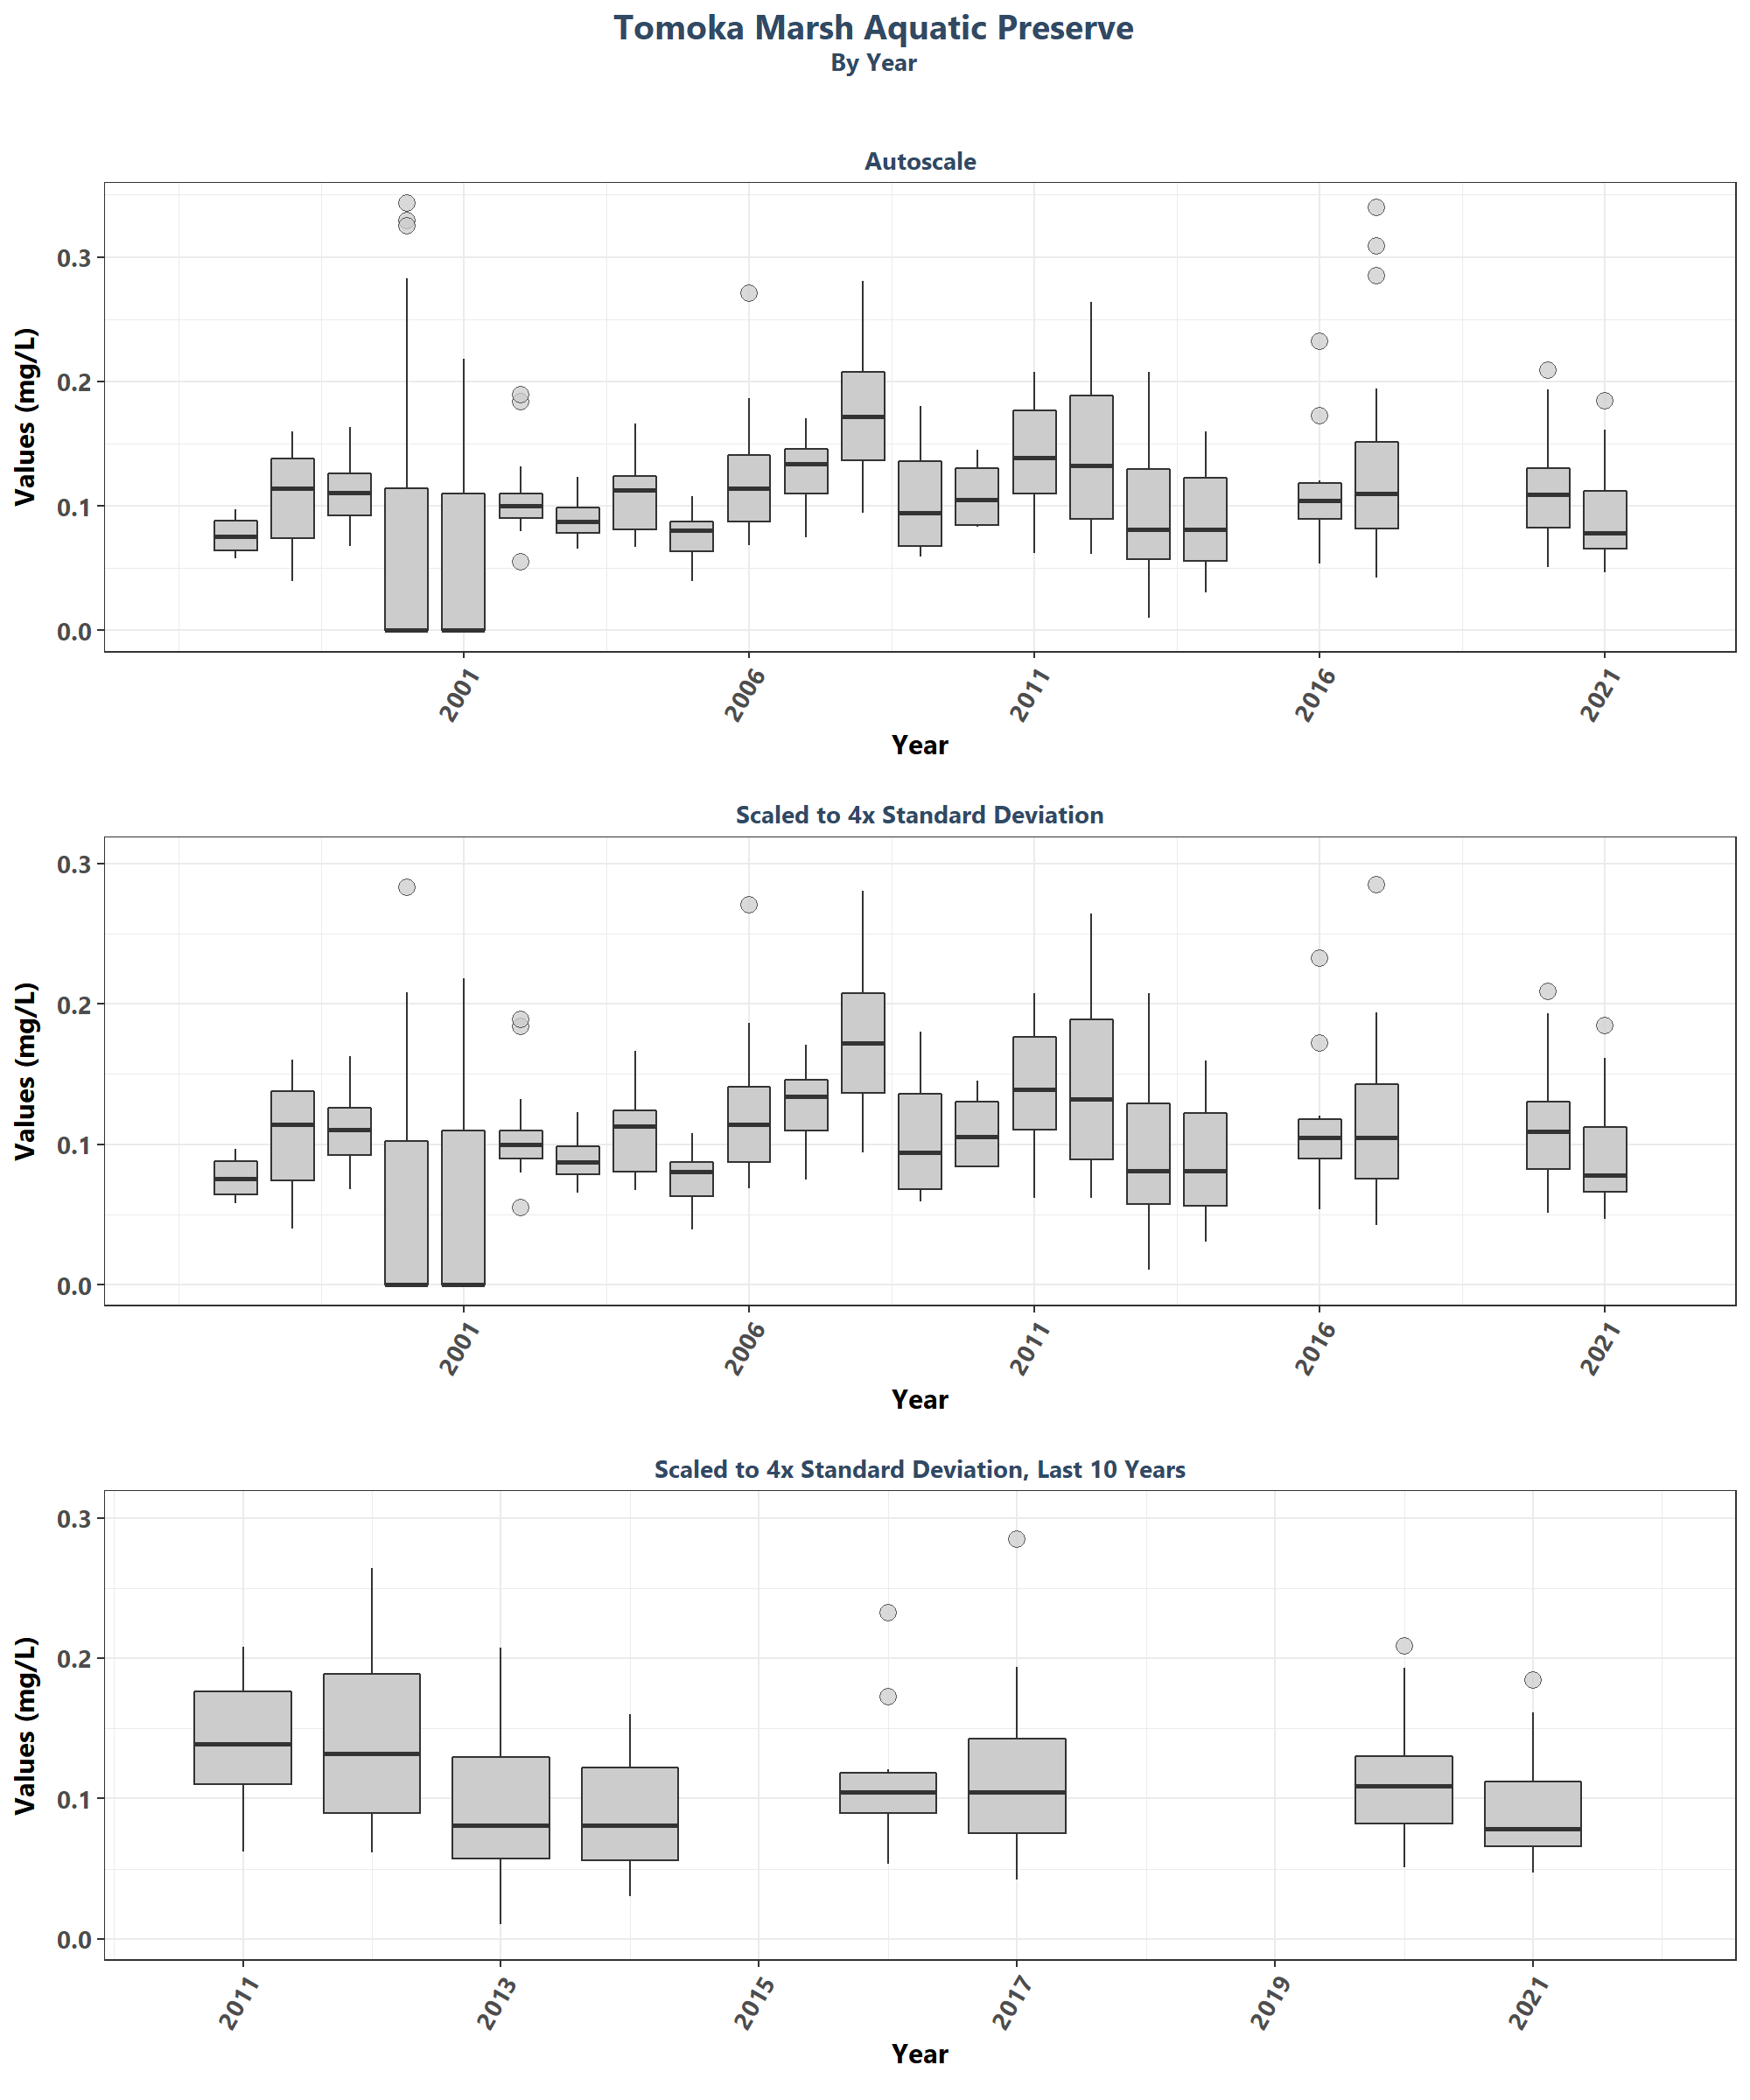 Tomoka Marsh Aquatic Preserve
By Year
Autoscale
Values (mg/L)
0.3
0.2
0.1
0.0
2001 2006 2011 2016 2021
Year
Scaled to 4x Standard Deviation
Values (mg/L)
0.3
0.2
0.1
0.0
2001 2006 2011 2016 2021
Year
Scaled to 4x Standard Deviation, Last 10 Years
Values (mg/L)
0.3
0.2
0.1
0.0
2011 2013 2015 2017 2019 2021
Year